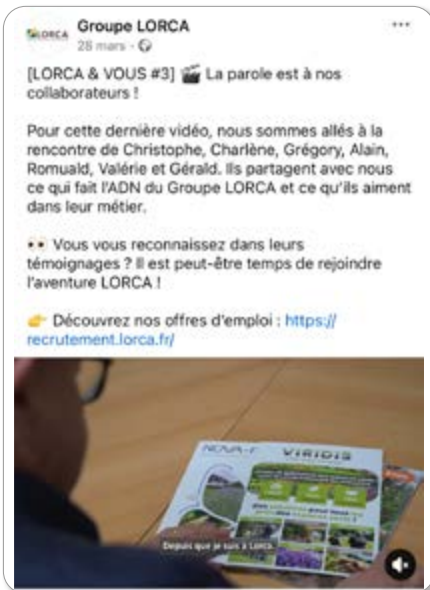 LORCA
Groupe LORCA
28 mars
[LORCA & VOUS #3] 🎬 La parole est à nos
collaborateurs !
Pour cette dernière vidéo, nous sommes allés à la
rencontre de Christophe, Charlène, Grégory, Alain,
Romuald, Valérie et Gérald. Ils partagent avec nous
ce qui fait l'ADN du Groupe LORCA et ce qu'ils aiment
dans leur métier.
👀 Vous vous reconnaissez dans leurs
témoignages ? Il est peut-être temps de rejoindre
l'aventure LORCA !
👉 Découvrez nos offres d'emploi : https://
recrutement.lorca.fr/
NOVA-F
VIRIDIS
Depuis que je suis à Lorca,